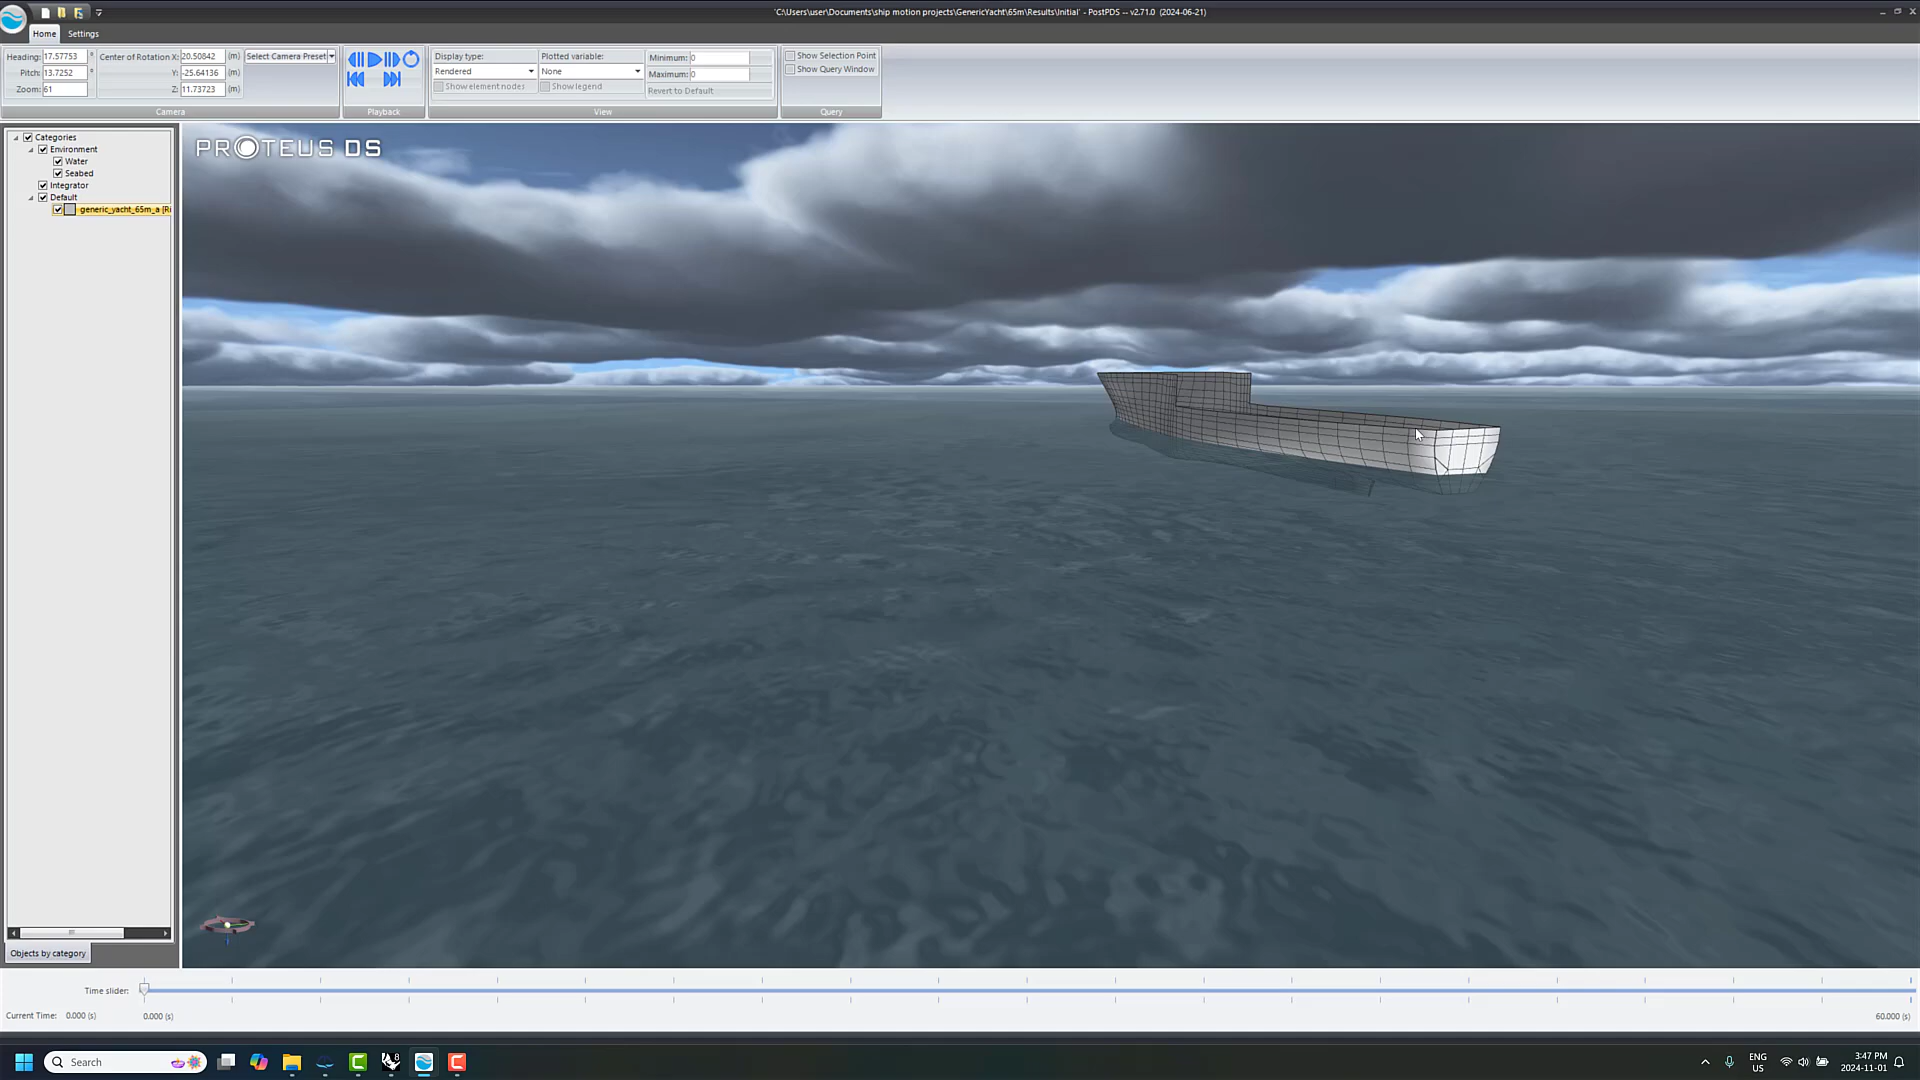 'C:\Users\user\Documents\ship motion projects\GenericYacht\65m\Results\Initial' - PostPDS -- v2.71.0 (2024-06-21)
Home Settings
Heading: 17.57753 ° Center of Rotation X: 20.50842 (m) Select Camera Preset
Pitch: 13.7252 ° Y: -25.64136 (m)
Zoom: 61 Z: 11.73723 (m)
Camera
Playback
Display type: Plotted variable:
Rendered None
Show element nodes Show legend
Minimum: 0
Maximum: 0
Revert to Default
View
Show Selection Point
Show Query Window
Query
Categories
Environment
Water
Seabed
Integrator
Default
generic_yacht_65m_a [Ri
Objects by category
PROTEUS DS
Time slider:
Current Time: 0.000 (s) 0.000 (s) 60.000 (s)
Search
8
ENG
US
3:47 PM
2024-11-01